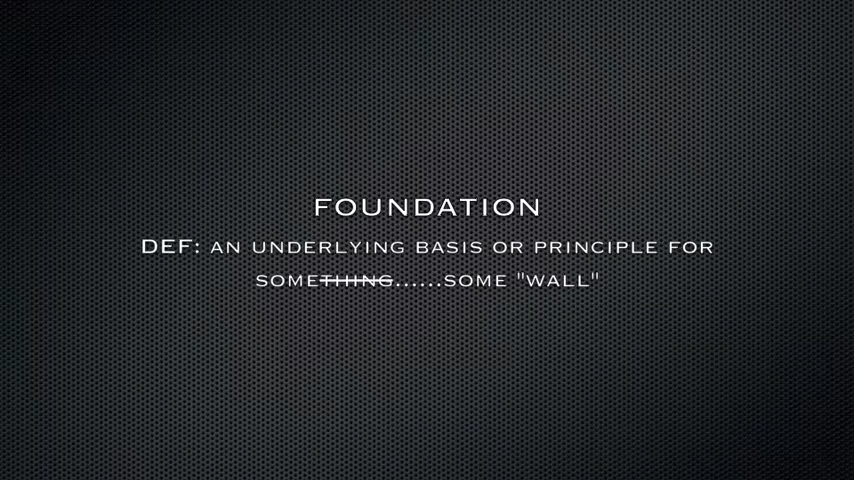 FOUNDATION
DEF: AN UNDERLYING BASIS OR PRINCIPLE FOR
SOMETHING......SOME "WALL"